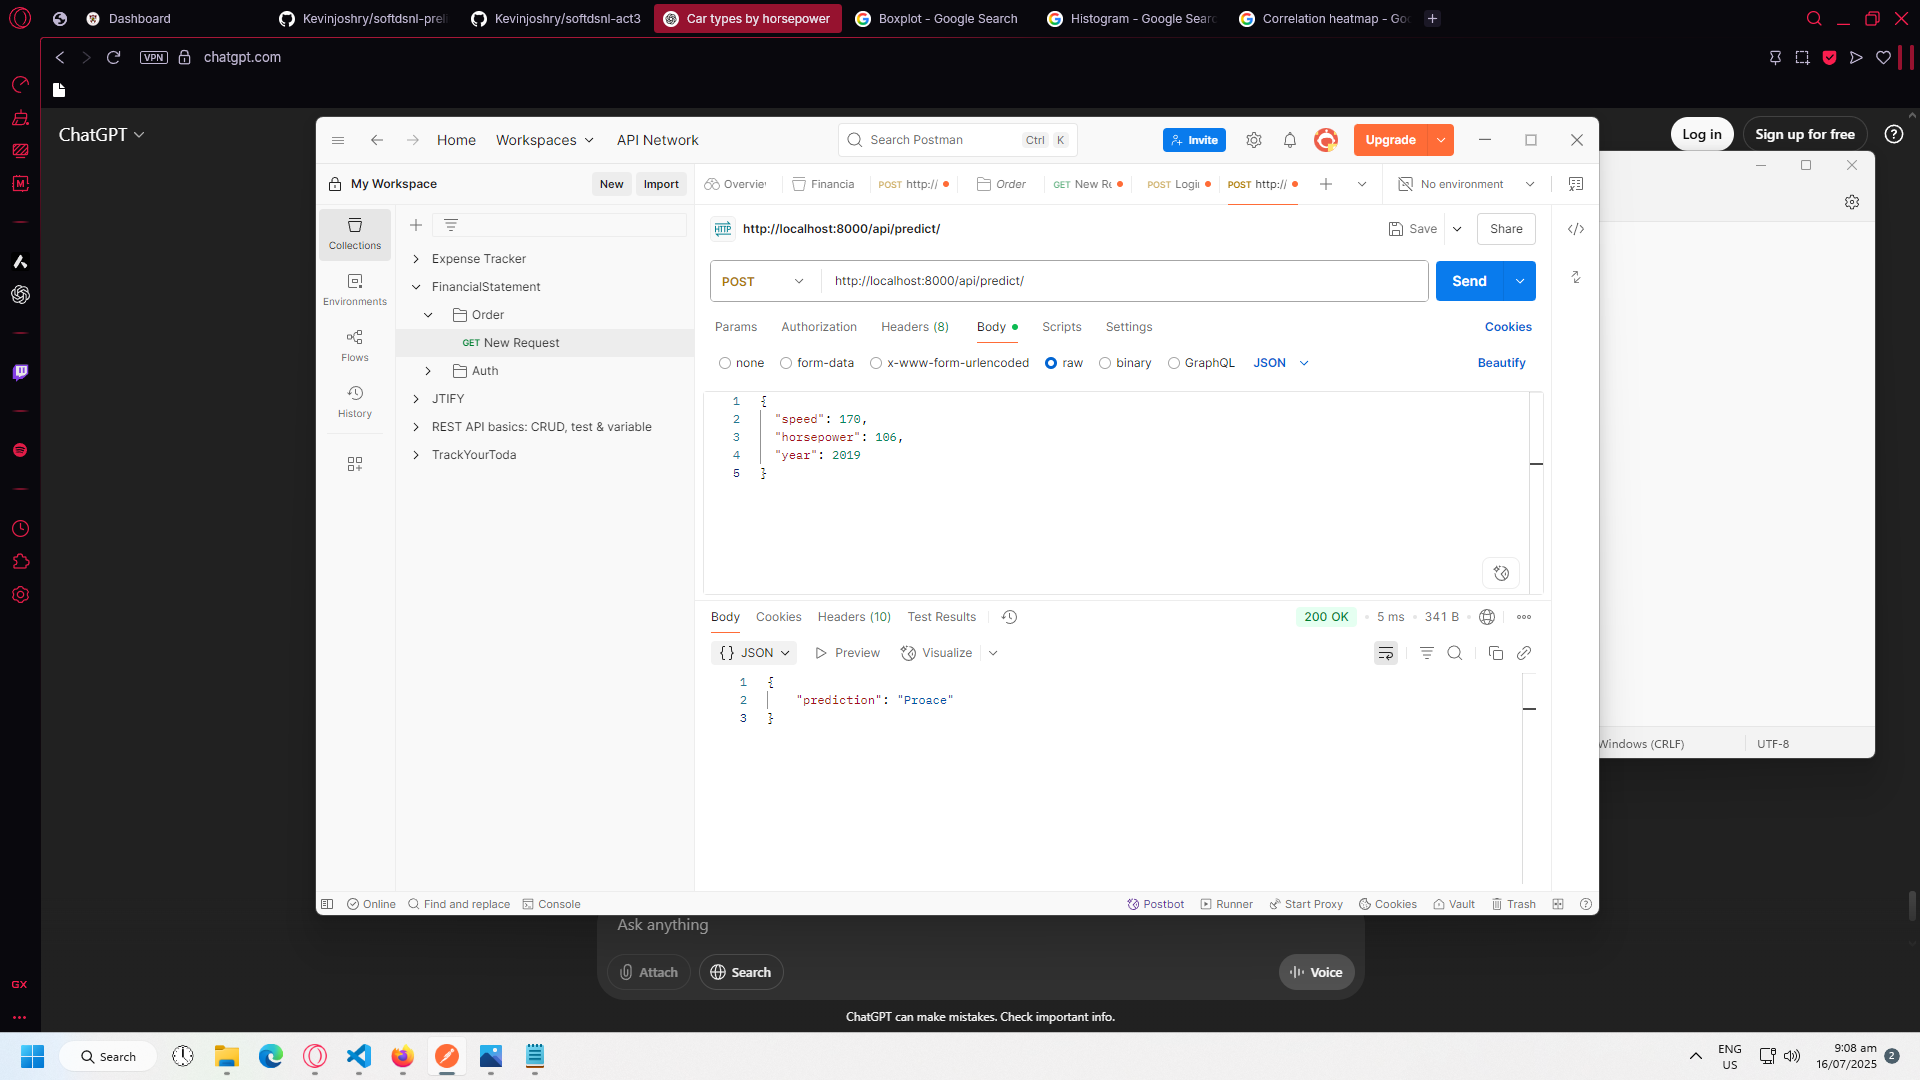 Dashboard
Kevinjoshry/softdsnl-preli
Kevinjoshry/softdsnl-act3
Car types by horsepower
Boxplot - Google Search
Histogram - Google Searc
Correlation heatmap - Goo
VPN
chatgpt.com
ChatGPT
Log in
Sign up for free
Home
Workspaces
API Network
Search Postman
Ctrl
K
Invite
Upgrade
My Workspace
New
Import
Overview
Financia
POST http:/
Order
GET New Re
POST Login
POST http:/
No environment
Collections
Environments
Flows
History
Expense Tracker
FinancialStatement
Order
GET New Request
Auth
JTIFY
REST API basics: CRUD, test & variable
TrackYourToda
HTTP
http://localhost:8000/api/predict/
Save
Share
</>
POST
http://localhost:8000/api/predict/
Send
Params
Authorization
Headers (8)
Body
Scripts
Settings
Cookies
none
form-data
x-www-form-urlencoded
raw
binary
GraphQL
JSON
Beautify
1 {
2 "speed": 170,
3 "horsepower": 106,
4 "year": 2019
5 }
Body
Cookies
Headers (10)
Test Results
200 OK
5 ms
341 B
{} JSON
Preview
Visualize
1 {
2 "prediction": "Proace"
3 }
Windows (CRLF)
UTF-8
Online
Find and replace
Console
Postbot
Runner
Start Proxy
Cookies
Vault
Trash
Ask anything
Attach
Search
Voice
ChatGPT can make mistakes. Check important info.
GX
Search
ENG
US
9:08 am
16/07/2025
2